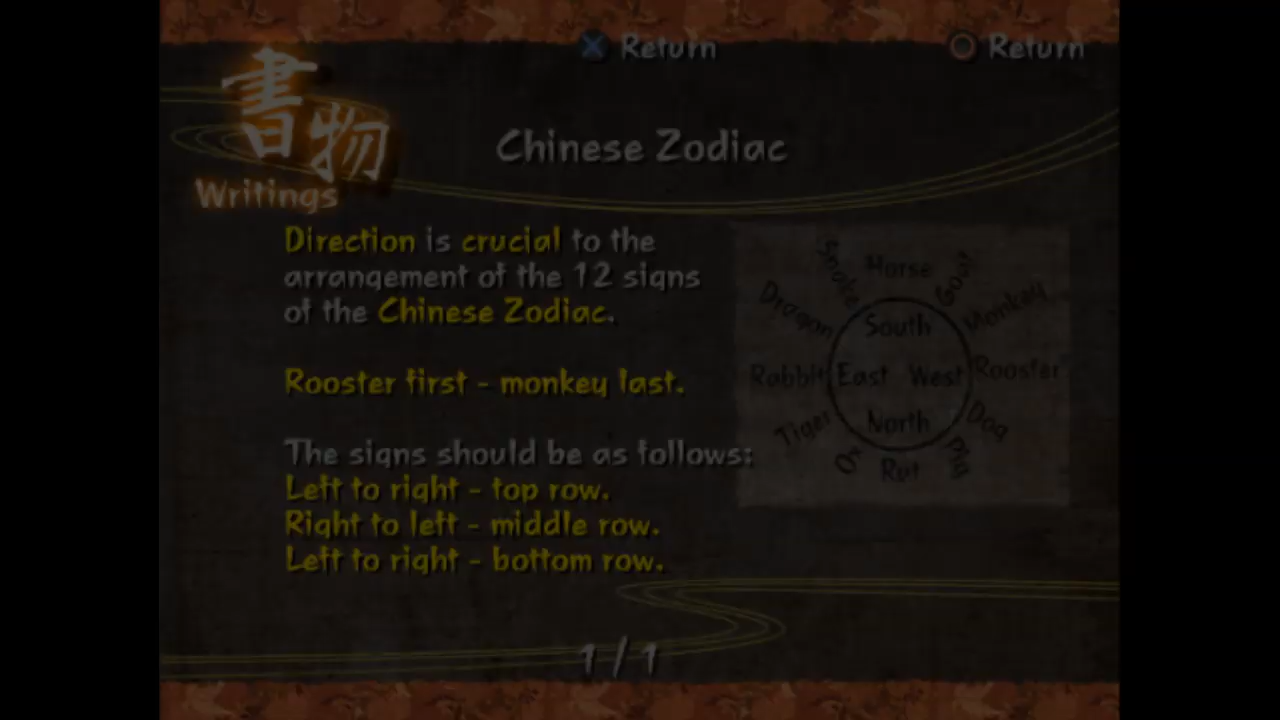 Return
Return
書物
Writings
Chinese Zodiac
Direction is crucial to the
arrangement of the 12 signs
of the Chinese Zodiac.
Rooster first - monkey last.
The signs should be as follows:
Left to right - top row.
Right to left - middle row.
Left to right - bottom row.
Snake Horse Goat
Dragon Monkey
South
Rabbit East West Rooster
North
Tiger Dog
Ox Rat Pig
1/1